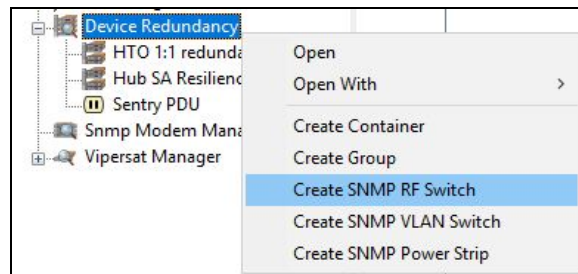 Device Redundancy
HTO 1:1 redunda
Hub SA Resilienc
Sentry PDU
Snmp Modem Mana
Vipersat Manager
Open
Open With
Create Container
Create Group
Create SNMP RF Switch
Create SNMP VLAN Switch
Create SNMP Power Strip